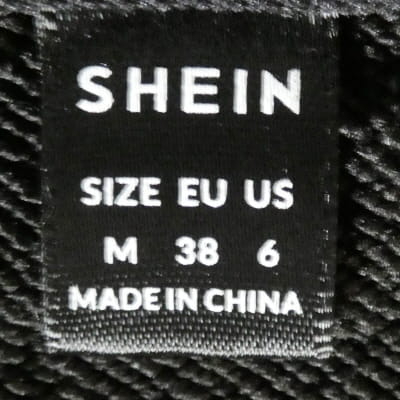 SHEIN
SIZE EU US
M 38 6
MADE IN CHINA